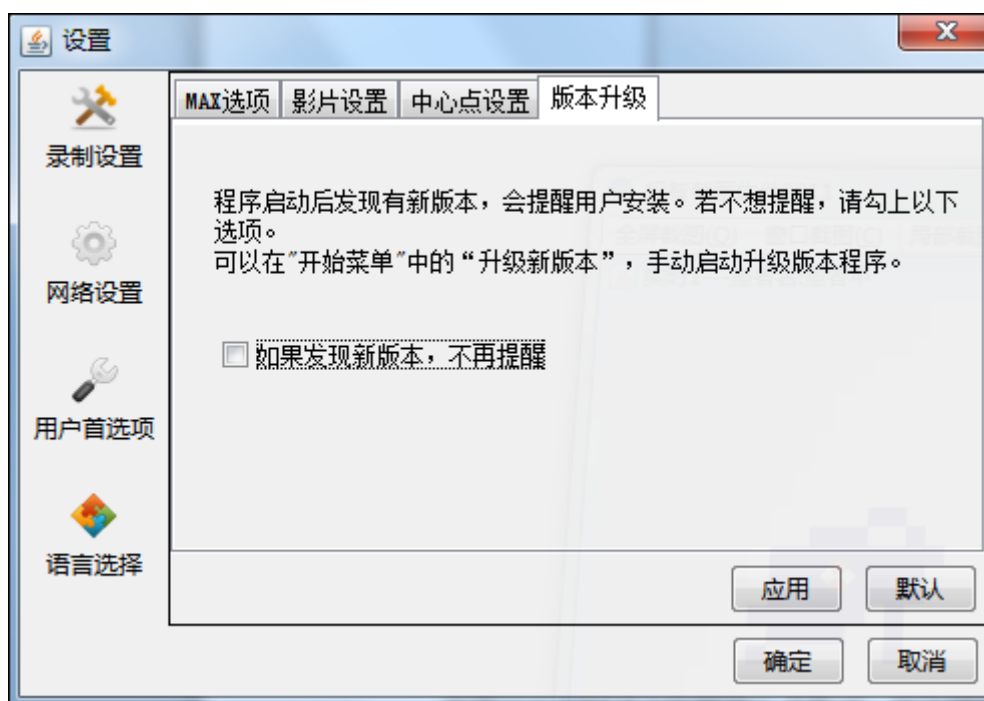 设置
录制设置
网络设置
用户首选项
语言选择
MAX选项 影片设置 中心点设置 版本升级
程序启动后发现有新版本，会提醒用户安装。若不想提醒，请勾上以下
选项。
可以在"开始菜单"中的“升级新版本”，手动启动升级版本程序。
如果发现新版本，不再提醒
应用 默认
确定 取消